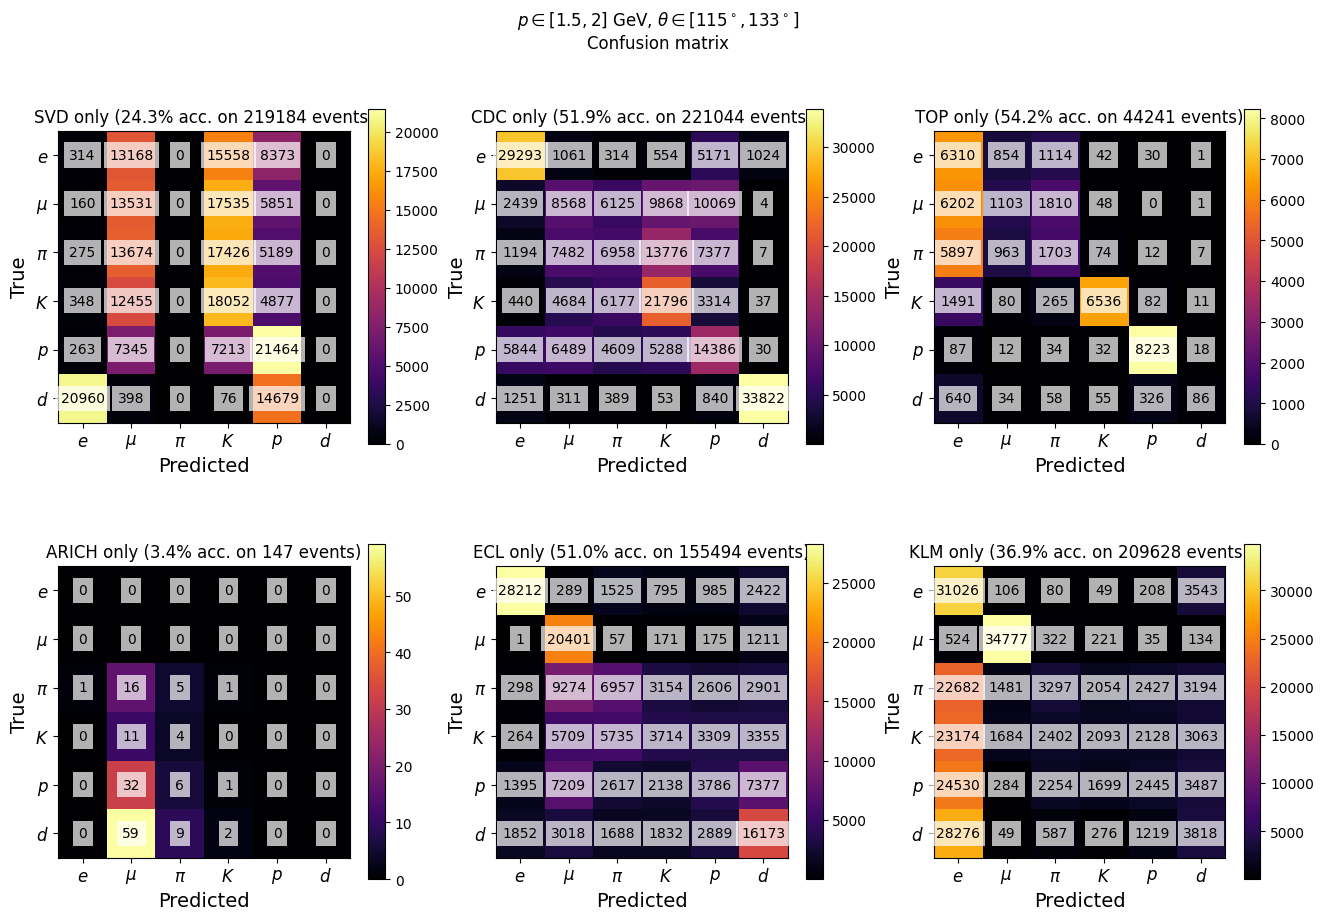 p ∈ [1.5, 2] GeV, θ ∈ [115°, 133°]
Confusion matrix
SVD only (24.3% acc. on 219184 events
True
e 314 13168 0 15558 8373 0
μ 160 13531 0 17535 5851 0
π 275 13674 0 17426 5189 0
K 348 12455 0 18052 4877 0
p 263 7345 0 7213 21464 0
d 20960 398 0 76 14679 0
e μ π K p d
Predicted
20000
17500
15000
12500
10000
7500
5000
2500
0
CDC only (51.9% acc. on 221044 events
True
e 29293 1061 314 554 5171 1024
μ 2439 8568 6125 9868 10069 4
π 1194 7482 6958 13776 7377 7
K 440 4684 6177 21796 3314 37
p 5844 6489 4609 5288 14386 30
d 1251 311 389 53 840 33822
e μ π K p d
Predicted
30000
25000
20000
15000
10000
5000
TOP only (54.2% acc. on 44241 events)
True
e 6310 854 1114 42 30 1
μ 6202 1103 1810 48 0 1
π 5897 963 1703 74 12 7
K 1491 80 265 6536 82 11
p 87 12 34 32 8223 18
d 640 34 58 55 326 86
e μ π K p d
Predicted
8000
7000
6000
5000
4000
3000
2000
1000
0
ARICH only (3.4% acc. on 147 events)
True
e 0 0 0 0 0 0
μ 0 0 0 0 0 0
π 1 16 5 1 0 0
K 0 11 4 0 0 0
p 0 32 6 1 0 0
d 0 59 9 2 0 0
e μ π K p d
Predicted
50
40
30
20
10
0
ECL only (51.0% acc. on 155494 events)
True
e 28212 289 1525 795 985 2422
μ 1 20401 57 171 175 1211
π 298 9274 6957 3154 2606 2901
K 264 5709 5735 3714 3309 3355
p 1395 7209 2617 2138 3786 7377
d 1852 3018 1688 1832 2889 16173
e μ π K p d
Predicted
25000
20000
15000
10000
5000
KLM only (36.9% acc. on 209628 events
True
e 31026 106 80 49 208 3543
μ 524 34777 322 221 35 134
π 22682 1481 3297 2054 2427 3194
K 23174 1684 2402 2093 2128 3063
p 24530 284 2254 1699 2445 3487
d 28276 49 587 276 1219 3818
e μ π K p d
Predicted
30000
25000
20000
15000
10000
5000